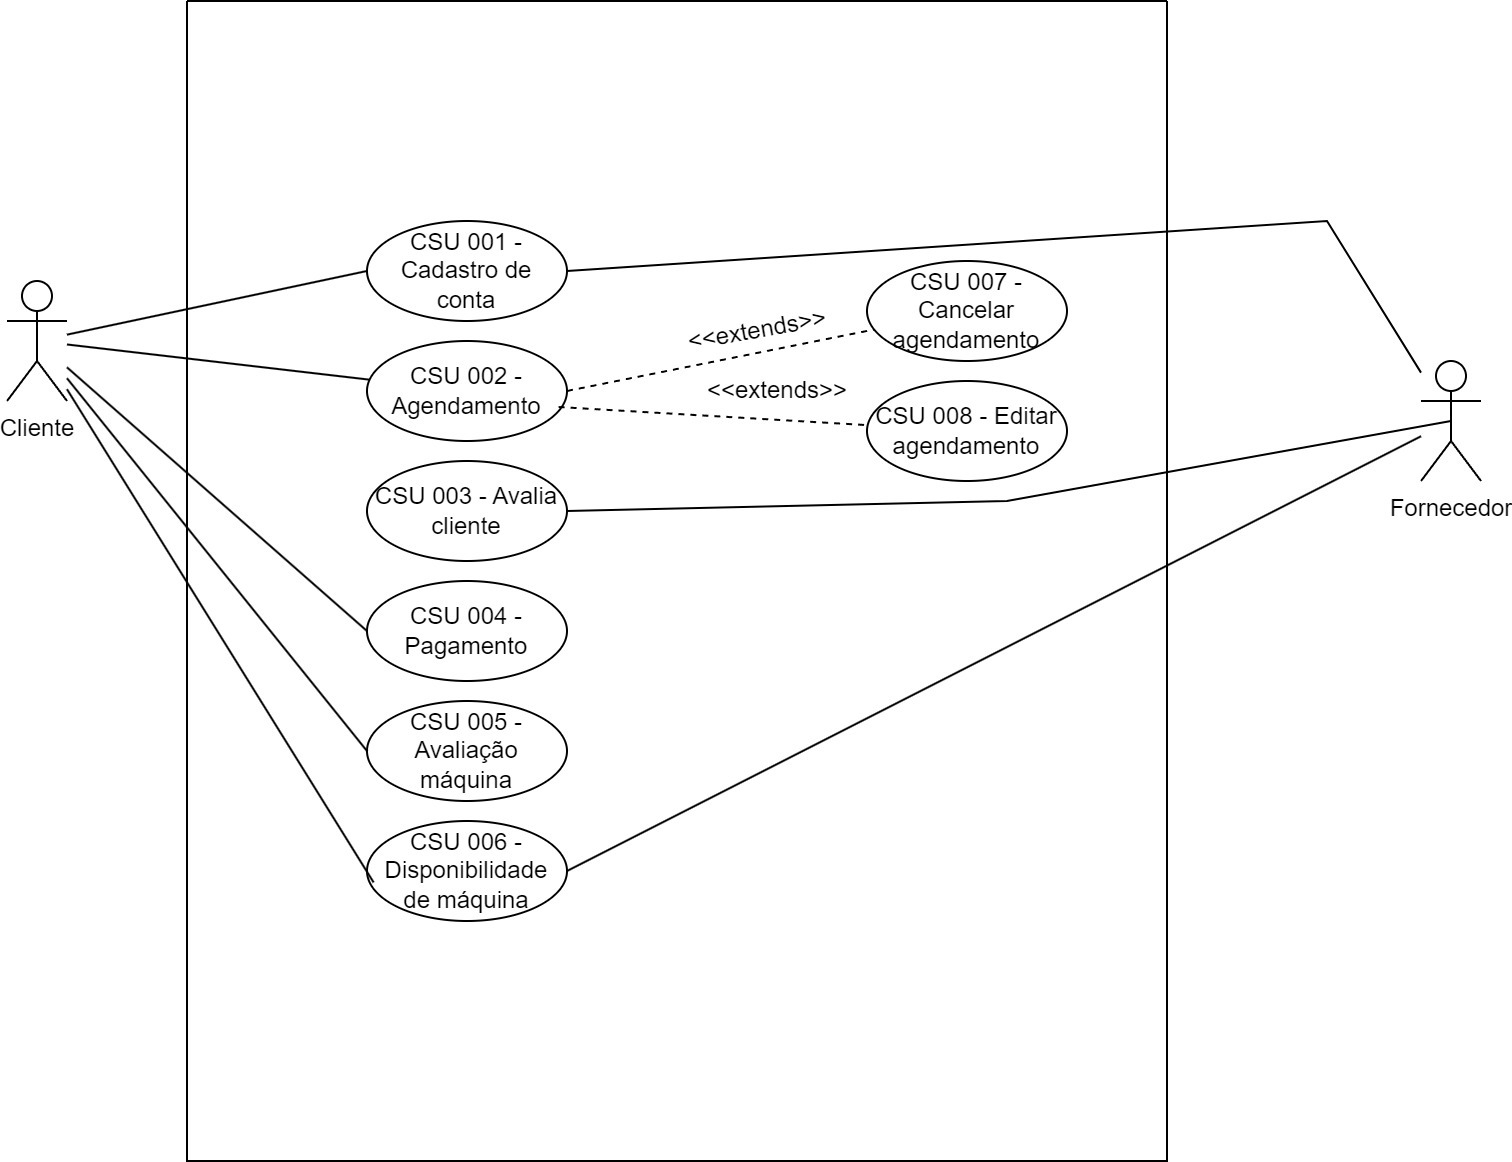 Cliente
CSU 001 -
Cadastro de
conta
CSU 002 -
Agendamento
<<extends>>
<<extends>>
CSU 007 -
Cancelar
agendamento
CSU 008 - Editar
agendamento
CSU 003 - Avalia
cliente
CSU 004 -
Pagamento
CSU 005 -
Avaliação
máquina
CSU 006 -
Disponibilidade
de máquina
Fornecedor